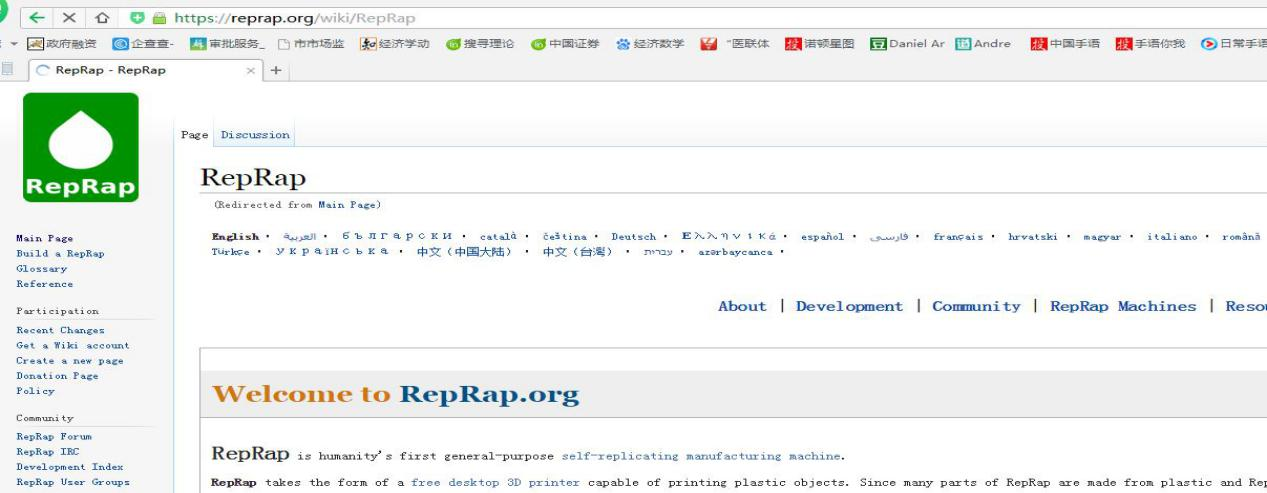 https://reprap.org/wiki/RepRap
政府融资 企查查- 审批服务_ 市市场监 经济学动 搜寻理论 中国证券 经济数学 "医联体 诺顿星图 Daniel Ar Andre 中国手语 手语你我 日常手语
RepRap - RepRap
RepRap
Page Discussion
RepRap
(Redirected from Main Page)
English · العربية · български · català · čeština · Deutsch · Ελληνικά · español · فارسی · français · hrvatski · magyar · italiano · română
Türkçe · українська · 中文（中国大陆） · 中文（台灣） · עברית · azərbaycanca ·
Main Page
Build a RepRap
Glossary
Reference
Participation
Recent Changes
Get a Wiki account
Create a new page
Donation Page
Policy
Community
RepRap Forum
RepRap IRC
Development Index
RepRap User Groups
About | Development | Community | RepRap Machines | Resou
Welcome to RepRap.org
RepRap is humanity's first general-purpose self-replicating manufacturing machine.
RepRap takes the form of a free desktop 3D printer capable of printing plastic objects. Since many parts of RepRap are made from plastic and Rep